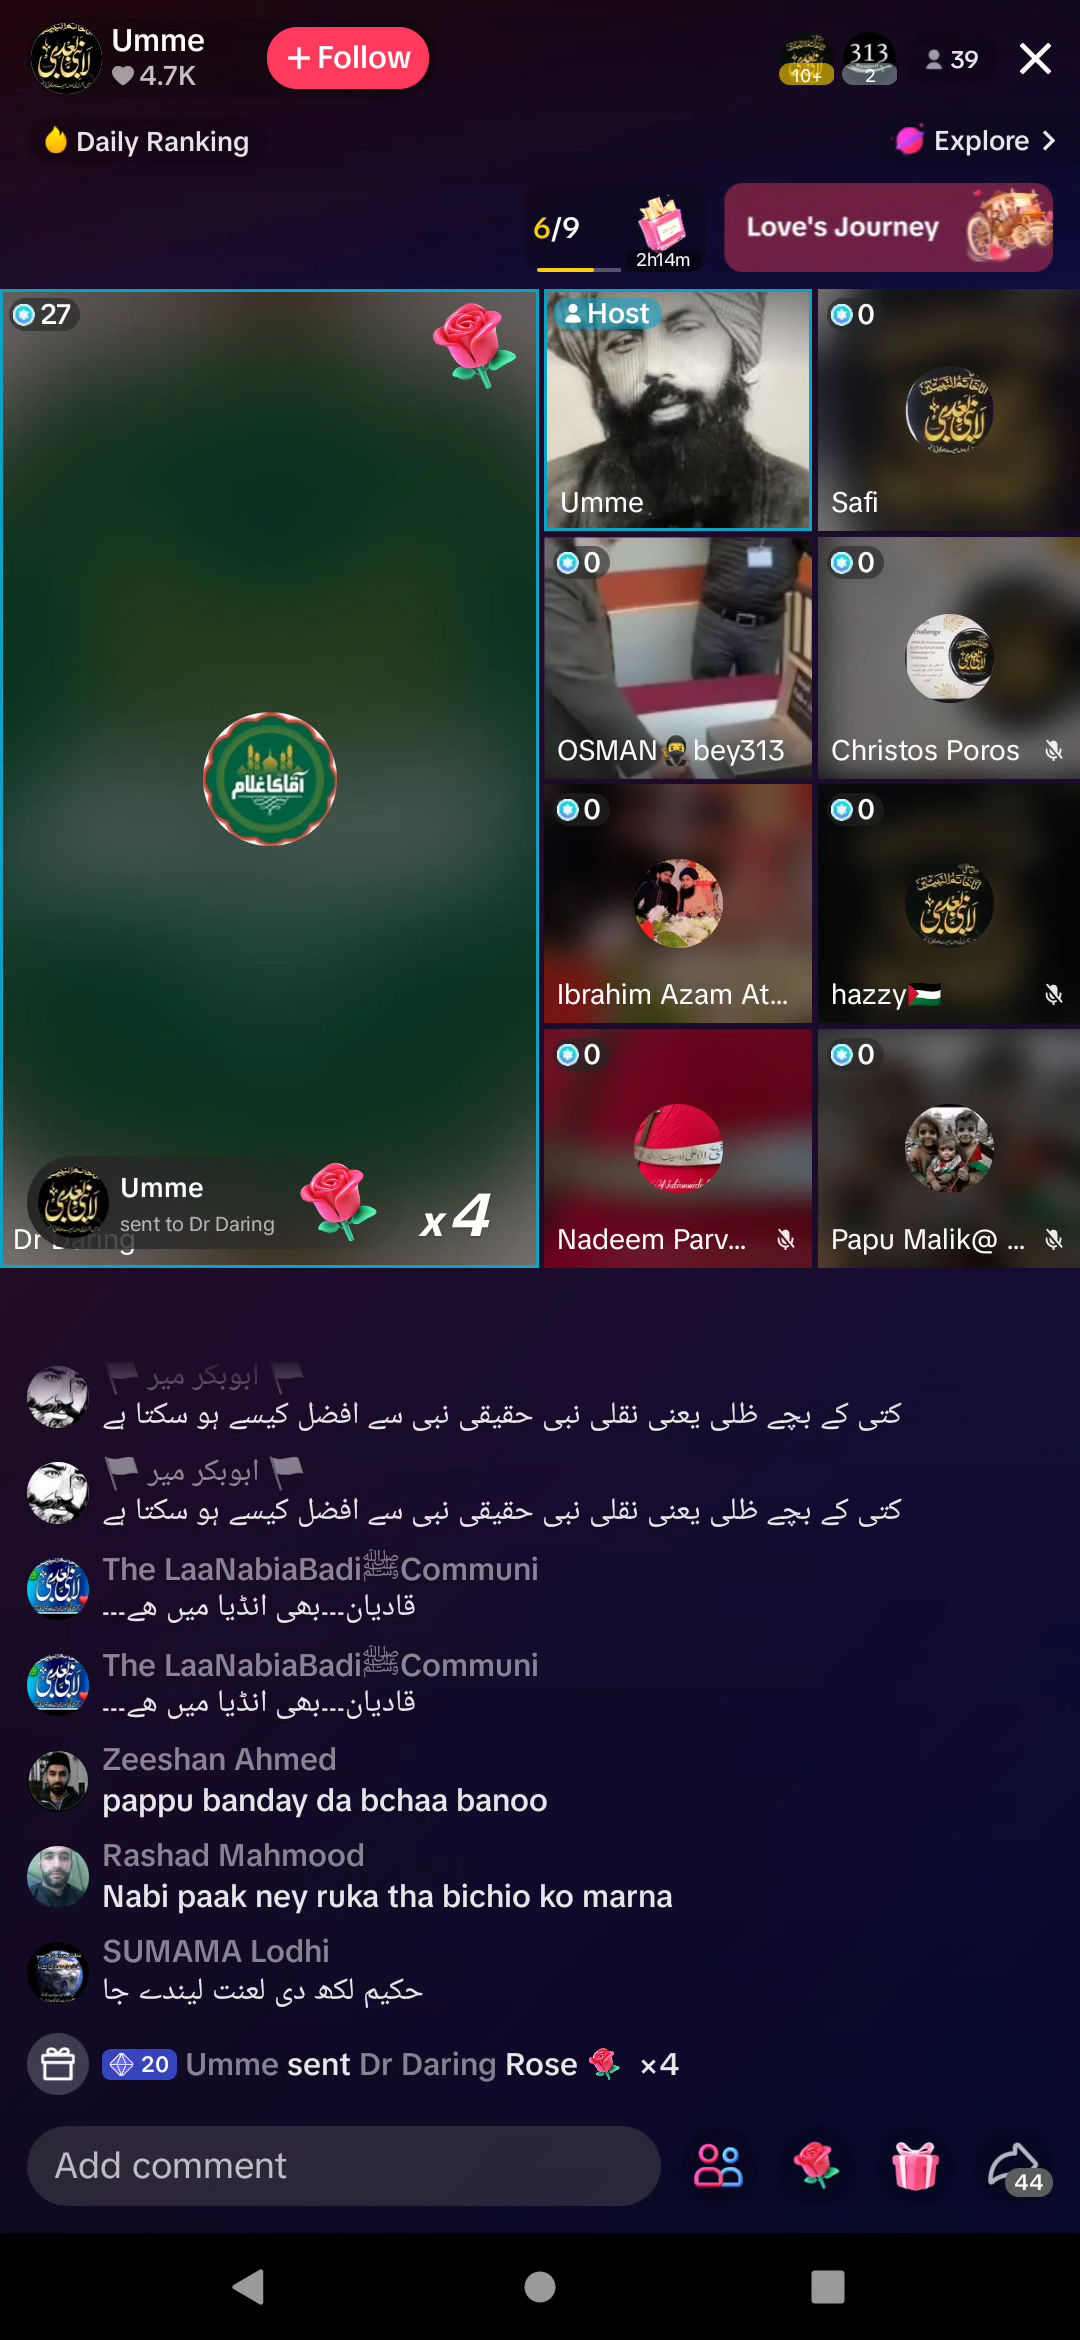 Umme
4.7K
+ Follow
10+
313
2
39
Daily Ranking
Explore
6/9
2h14m
Love's Journey
27
Host
Umme
0
Safi
0
OSMAN🥷bey313
0
Christos Poros
آقا کا غلام
0
Ibrahim Azam At...
0
hazzy🇵🇸
0
Nadeem Parv...
0
Papu Malik@ ...
Umme
sent to Dr Daring
x4
Dr Daring
🏳 ابوبکر میر 🏳
کتی کے بچے ظلی یعنی نقلی نبی حقیقی نبی سے افضل کیسے ہو سکتا ہے
🏳 ابوبکر میر 🏳
کتی کے بچے ظلی یعنی نقلی نبی حقیقی نبی سے افضل کیسے ہو سکتا ہے
The LaaNabiaBadiﷺCommuni
قادیان۔۔۔بھی انڈیا میں ھے۔۔۔
The LaaNabiaBadiﷺCommuni
قادیان۔۔۔بھی انڈیا میں ھے۔۔۔
Zeeshan Ahmed
pappu banday da bchaa banoo
Rashad Mahmood
Nabi paak ney ruka tha bichio ko marna
SUMAMA Lodhi
حکیم لکھ دی لعنت لیندے جا
20 Umme sent Dr Daring Rose 🌹 ×4
Add comment
44